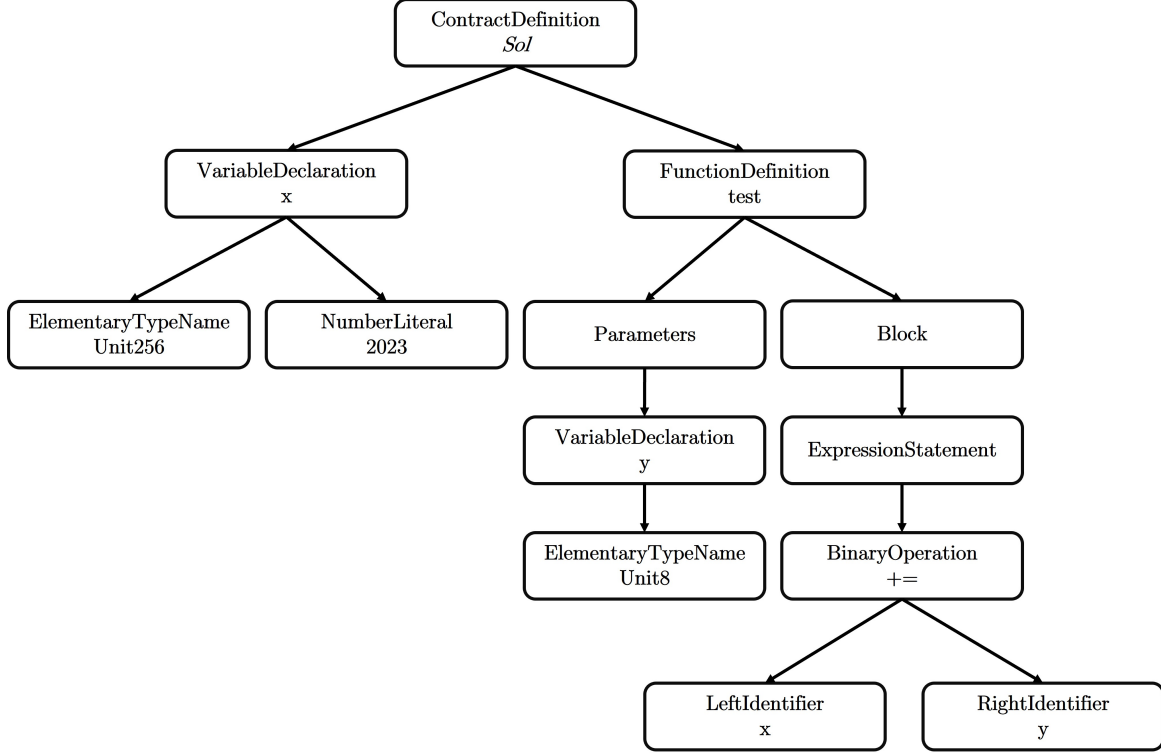 ContractDefinition
Sol
VariableDeclaration
x
FunctionDefinition
test
ElementaryTypeName
Unit256
NumberLiteral
2023
Parameters
Block
VariableDeclaration
y
ExpressionStatement
ElementaryTypeName
Unit8
BinaryOperation
+=
LeftIdentifier
x
RightIdentifier
y